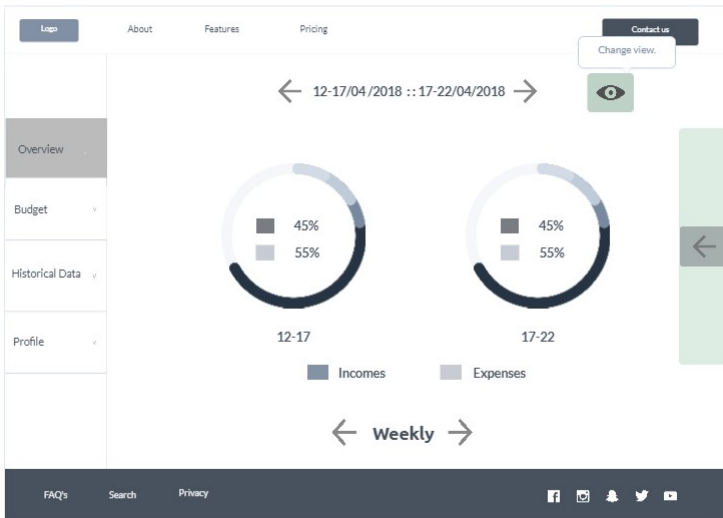 Logo
About
Features
Pricing
Contact us
Change view.
12-17/04/2018 :: 17-22/04/2018
Overview
Budget
Historical Data
Profile
45%
55%
45%
55%
12-17
17-22
Incomes
Expenses
Weekly
FAQ's
Search
Privacy